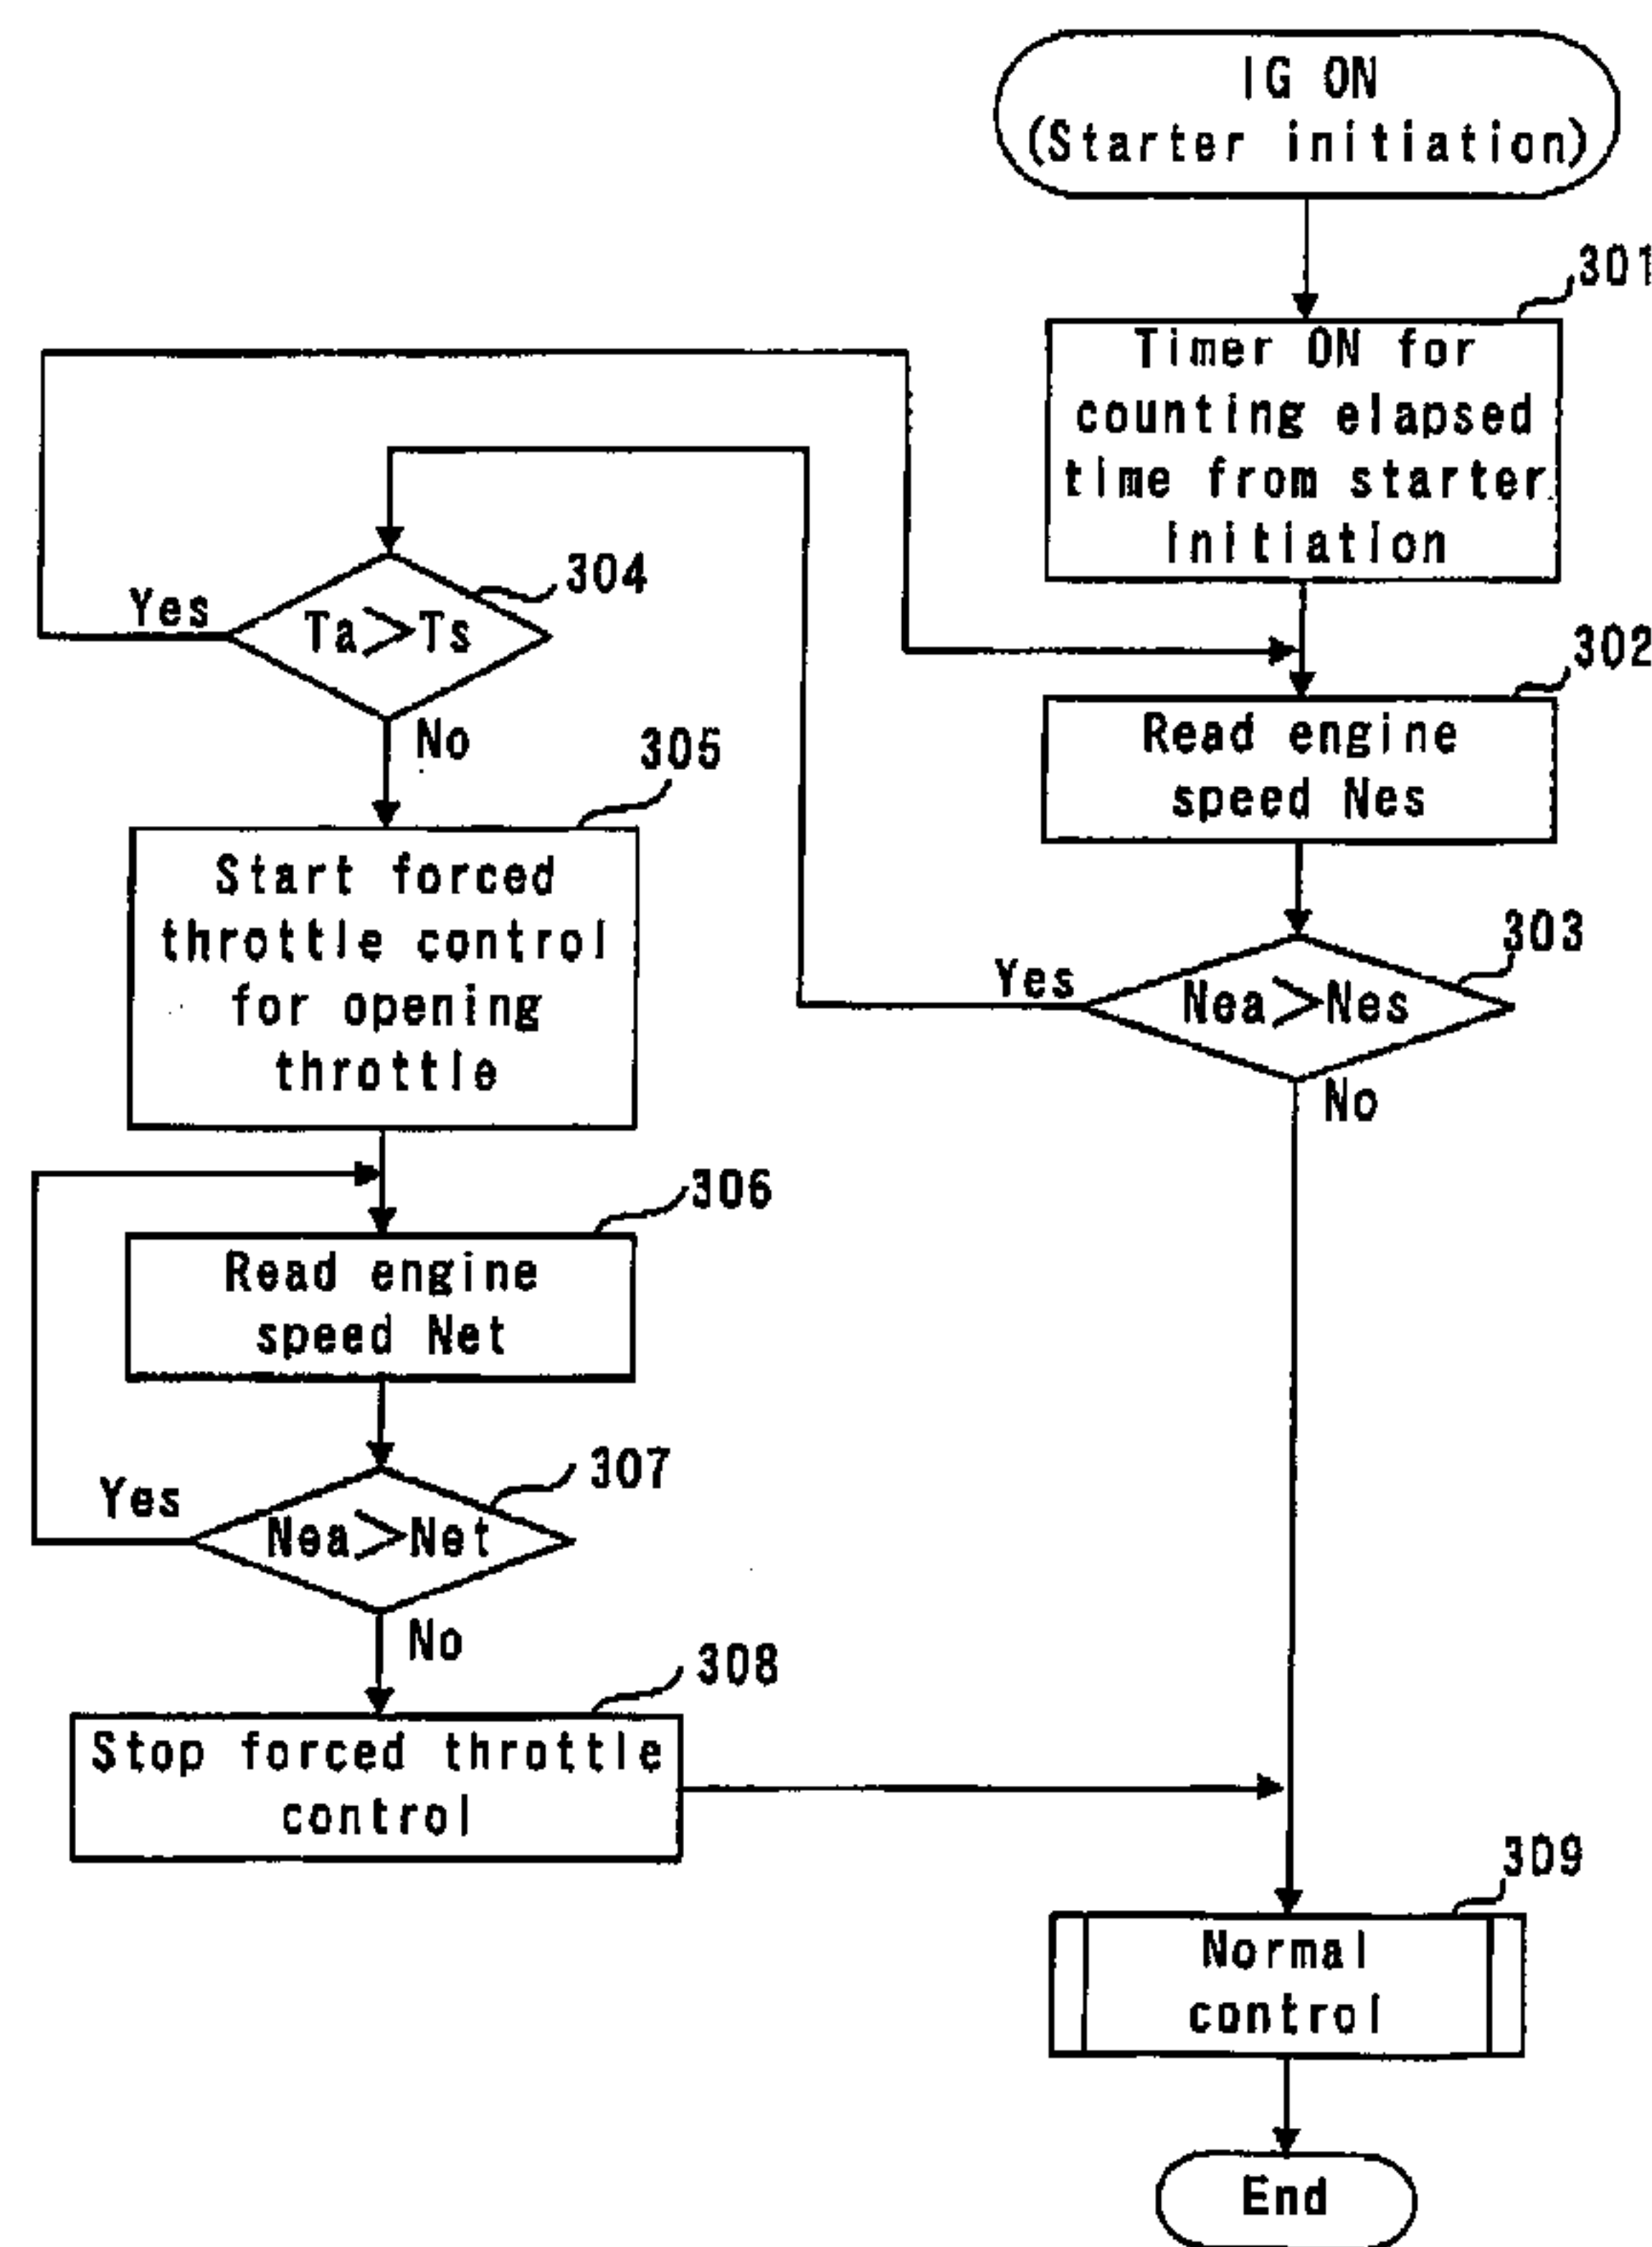 IG ON
(Starter initiation)
301
Timer ON for
counting elapsed
time from starter
initiation
302
Read engine
speed Nes
303
Nea>Nes
Yes
No
304
Ta>Ts
Yes
No
305
Start forced
throttle control
for opening
throttle
306
Read engine
speed Net
307
Nea>Net
Yes
No
308
Stop forced throttle
control
309
Normal
control
End